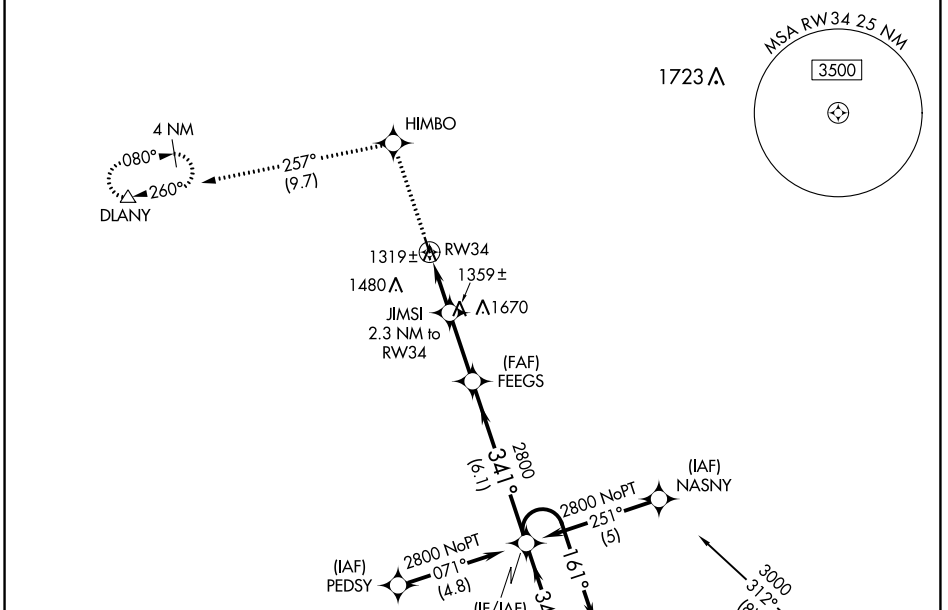 MSA RW34 25 NM
3500
1723
HIMBO
4 NM
080°
260°
DLANY
257°
(9.7)
RW34
1319±
1359±
1480
1670
JIMSI
2.3 NM to
RW34
(FAF)
FEEGS
2800
341°
(6.1)
(IAF)
NASNY
2800 NoPT
251°
(5)
(IAF)
PEDSY
2800 NoPT
071°
(4.8)
161°
(IF/IAF)
3000
312°